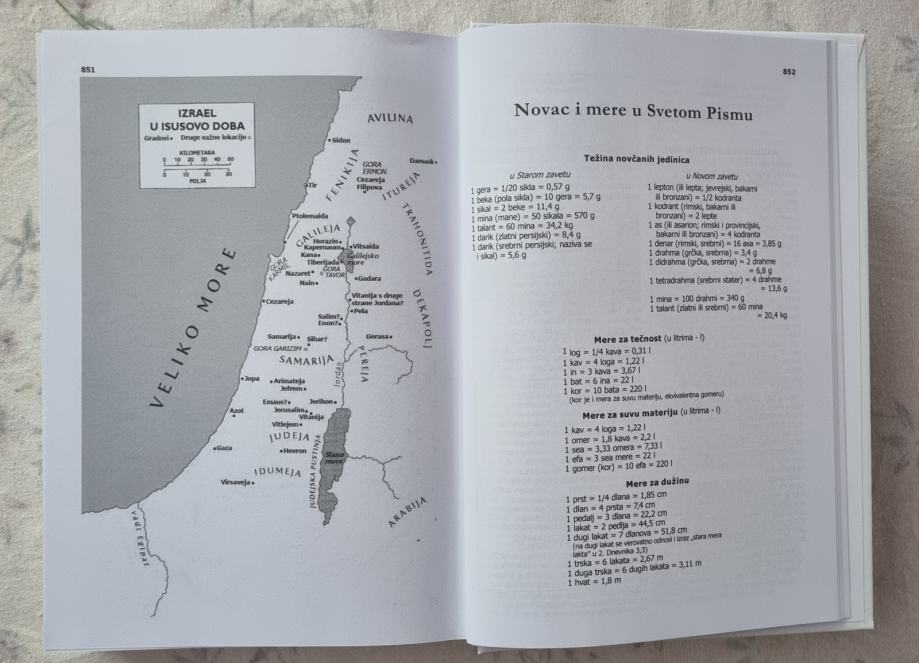 851
IZRAEL
U ISUSOVO DOBA
Gradovi • Druge važne lokacije ▫
KILOMETARA
0 10 20 30 40 50
0 10 20 30
MILJA
AVILINA
Sidon
Damask
GORA
ERMON
FENIKIJA
Cezareja
Filipova
ITUREJA
Tir
TRAHONITIDA
Ptolemaida
GALILEJA
Horazin
Kapernaum
Vitsaida
Kana
Galilejsko
more
Tiberijada
GORA
KARMIL
GORA
TAVOR
Nazaret
Gadara
Nain
VELIKO MORE
DEKAPOLJ
Vitanija s druge
strane Jordana?
Cezareja
Pela
Salim?
Enon?
Samarija
Sihar?
Gerasa
GORA GARIZIM
SAMARIJA
PEREJA
Jordan
Jopa
Arimateja
Jefrem
Emaus?
Jerihon
Jerusalim
Vitanija
Azot
Vitlejem
JUDEJA
Gaza
Hevron
Slano
more
JUDEJSKA PUSTINJA
IDUMEJA
Virsaveja
ARABIJA
Vadi Egipat
852
Novac i mere u Svetom Pismu
Težina novčanih jedinica
u Starom zavetu
1 gera = 1/20 sikla = 0,57 g
1 beka (pola sikla) = 10 gera = 5,7 g
1 sikal = 2 beke = 11,4 g
1 mina (mane) = 50 sikala = 570 g
1 talant = 60 mina = 34,2 kg
1 darik (zlatni persijski) = 8,4 g
1 darik (srebrni persijski; naziva se
i sikal) = 5,6 g
u Novom zavetu
1 lepton (ili lepta; jevrejski, bakarni
ili bronzani) = 1/2 kodranta
1 kodrant (rimski, bakarni ili
bronzani) = 2 lepte
1 as (ili asarion; rimski i provincijski,
bakarni ili bronzani) = 4 kodranta
1 denar (rimski, srebrni) = 16 asa = 3,85 g
1 drahma (grčka, srebrna) = 3,4 g
1 didrahma (grčka, srebrna) = 2 drahme
= 6,8 g
1 tetradrahma (srebrni stater) = 4 drahme
= 13,6 g
1 mina = 100 drahmi = 340 g
1 talant (zlatni ili srebrni) = 60 mina
= 20,4 kg
Mere za tečnost (u litrima - l)
1 log = 1/4 kava = 0,31 l
1 kav = 4 loga = 1,22 l
1 in = 3 kava = 3,67 l
1 bat = 6 ina = 22 l
1 kor = 10 bata = 220 l
(kor je i mera za suvu materiju, ekvivalentna gomeru)
Mere za suvu materiju (u litrima - l)
1 kav = 4 loga = 1,22 l
1 omer = 1,8 kava = 2,2 l
1 sea = 3,33 omera = 7,33 l
1 efa = 3 sea mere = 22 l
1 gomer (kor) = 10 efa = 220 l
Mere za dužinu
1 prst = 1/4 dlana = 1,85 cm
1 dlan = 4 prsta = 7,4 cm
1 pedalj = 3 dlana = 22,2 cm
1 lakat = 2 pedlja = 44,5 cm
1 dugi lakat = 7 dlanova = 51,8 cm
(na dugi lakat se verovatno odnosi i izraz „stara mera
lakta" u 2. Dnevnika 3,3)
1 trska = 6 lakata = 2,67 m
1 duga trska = 6 dugih lakata = 3,11 m
1 hvat = 1,8 m